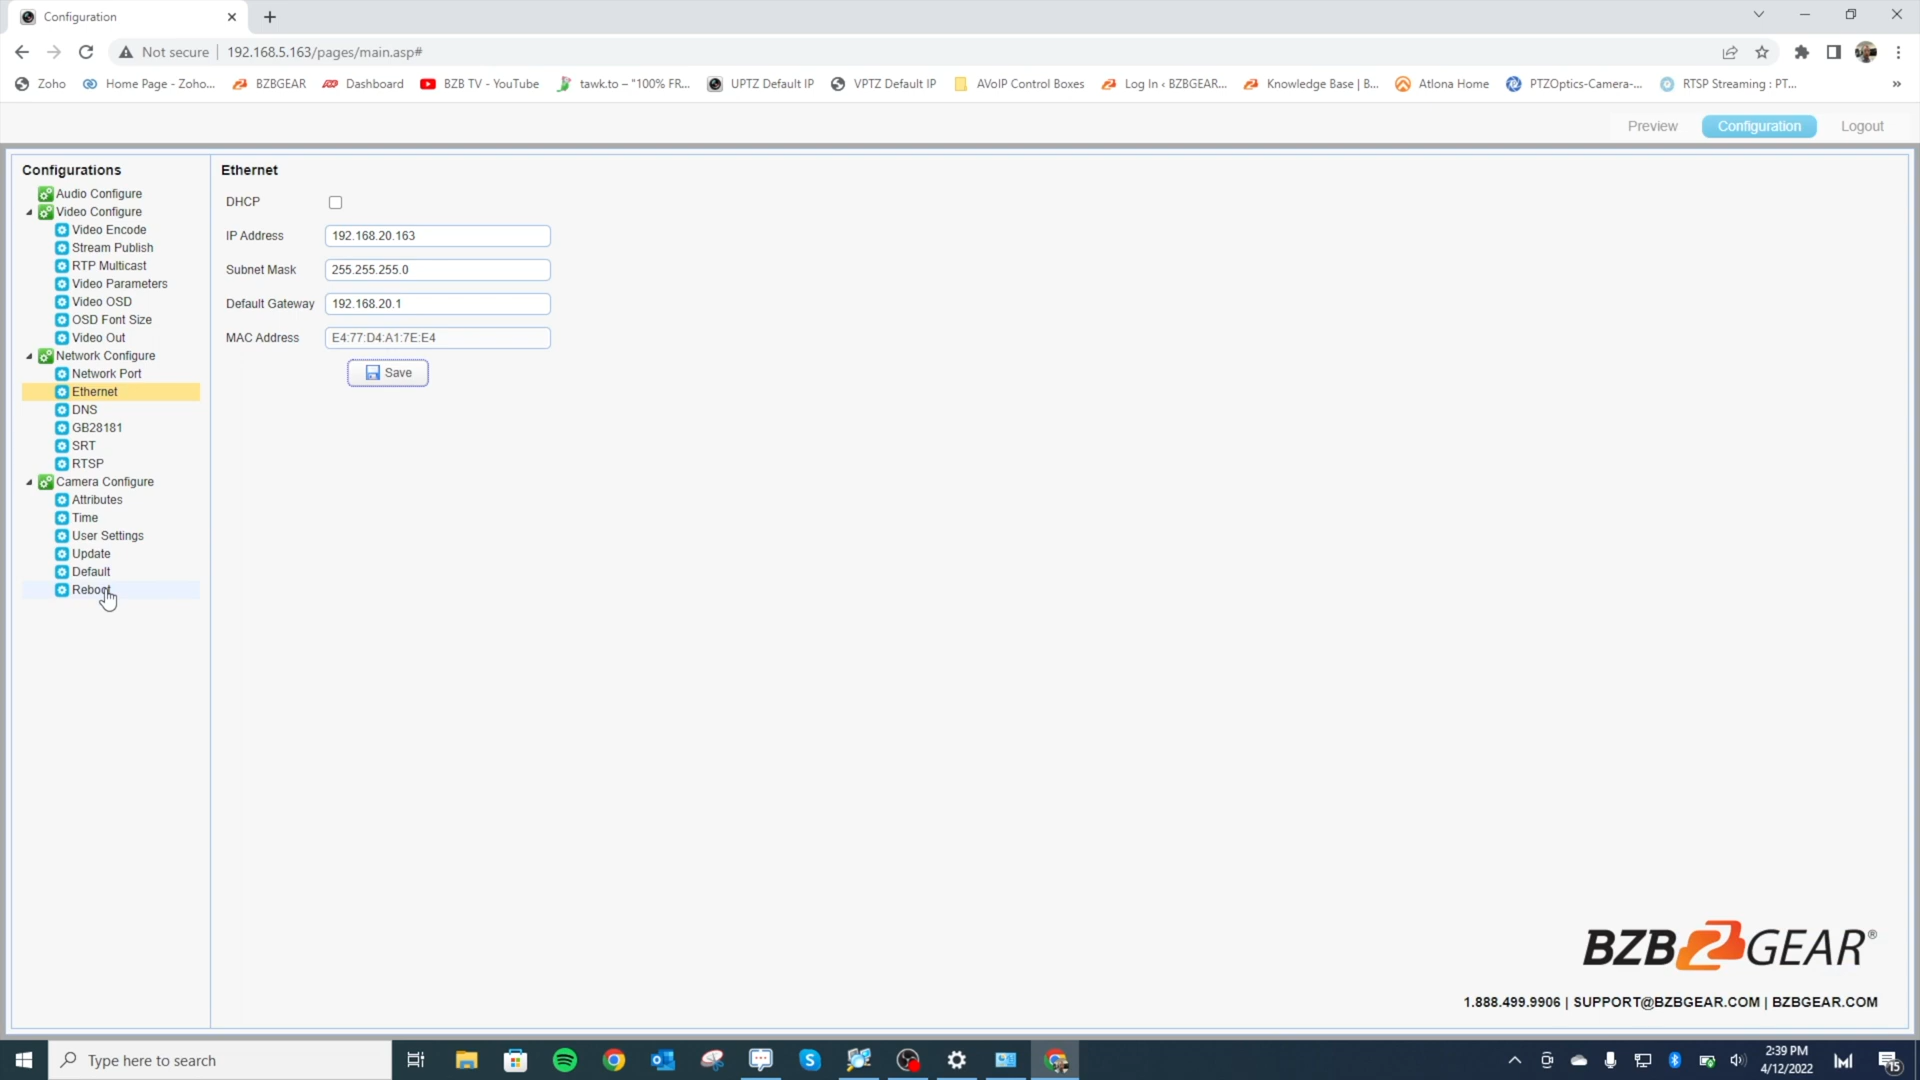 Configuration
Not secure
192.168.5.163/pages/main.asp#
Zoho
Home Page - Zoho...
BZBGEAR
Dashboard
BZB TV - YouTube
tawk.to – "100% FR...
UPTZ Default IP
VPTZ Default IP
AVoIP Control Boxes
Log In ‹ BZBGEAR...
Knowledge Base | B...
Atlona Home
PTZOptics-Camera-...
RTSP Streaming : PT...
»
Preview
Configuration
Logout
Configurations
Audio Configure
Video Configure
Video Encode
Stream Publish
RTP Multicast
Video Parameters
Video OSD
OSD Font Size
Video Out
Network Configure
Network Port
Ethernet
DNS
GB28181
SRT
RTSP
Camera Configure
Attributes
Time
User Settings
Update
Default
Reboot
Ethernet
DHCP
IP Address 192.168.20.163
Subnet Mask 255.255.255.0
Default Gateway 192.168.20.1
MAC Address E4:77:D4:A1:7E:E4
Save
BZBGEAR®
1.888.499.9906 | SUPPORT@BZBGEAR.COM | BZBGEAR.COM
Type here to search
2:39 PM
4/12/2022
15